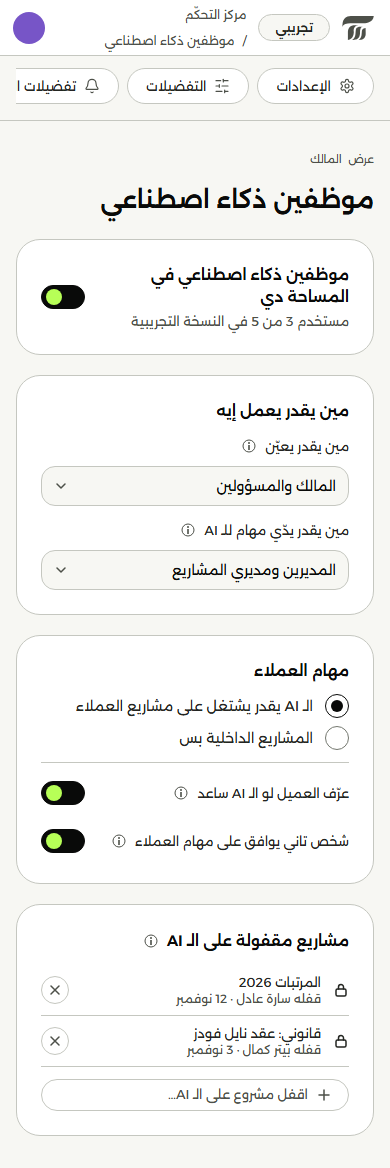 تجريبي
مركز التحكّم
/ موظفين ذكاء اصطناعي
الإعدادات
التفضيلات
تفضيلات ا
عرض المالك
موظفين ذكاء اصطناعي
موظفين ذكاء اصطناعي في
المساحة دي
مستخدم 3 من 5 في النسخة التجريبية
مين يقدر يعمل إيه
مين يقدر يعيّن
المالك والمسؤولين
مين يقدر يدّي مهام للـ AI
المديرين ومديري المشاريع
مهام العملاء
الـ AI يقدر يشتغل على مشاريع العملاء
المشاريع الداخلية بس
عرّف العميل لو الـ AI ساعد
شخص تاني يوافق على مهام العملاء
مشاريع مقفولة على الـ AI
المرتبات 2026
قفله سارة عادل · 12 نوفمبر
قانوني: عقد نايل فودز
قفله بيتر كمال · 3 نوفمبر
اقفل مشروع على الـ AI...